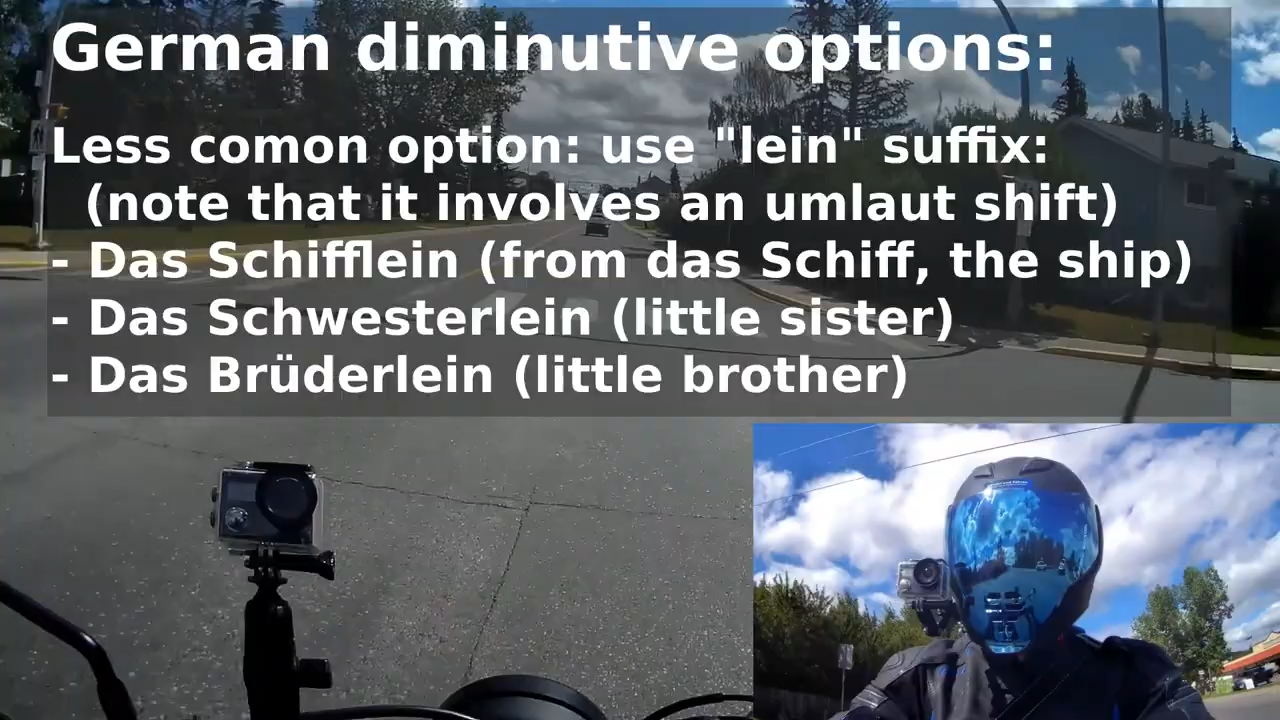 German diminutive options:
Less comon option: use "lein" suffix:
(note that it involves an umlaut shift)
- Das Schifflein (from das Schiff, the ship)
- Das Schwesterlein (little sister)
- Das Brüderlein (little brother)